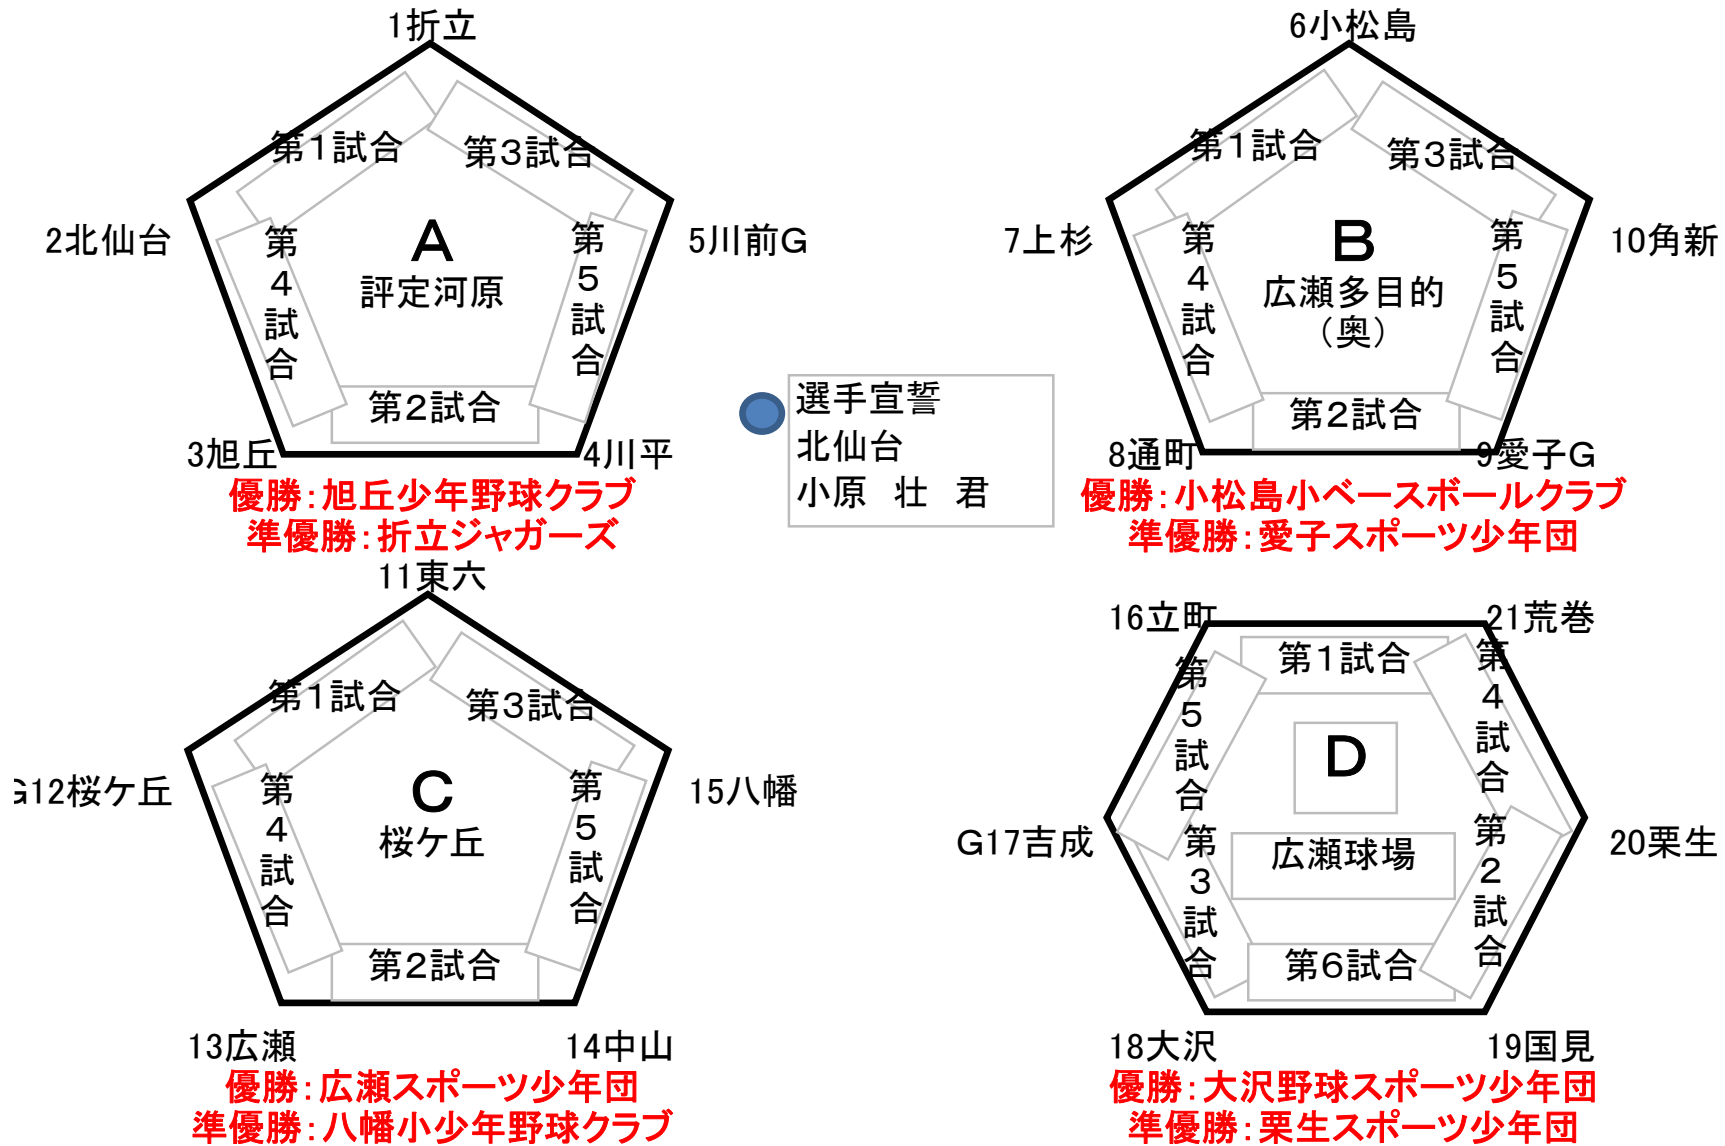 1折立
第1試合
第3試合
2北仙台
A
評定河原
5川前G
第4試合
第5試合
第2試合
3旭丘
4川平
優勝:旭丘少年野球クラブ
準優勝:折立ジャガーズ
6小松島
第1試合
第3試合
7上杉
B
広瀬多目的
(奥)
10角新
第4試合
第5試合
第2試合
8通町
9愛子G
優勝:小松島小ベースボールクラブ
準優勝:愛子スポーツ少年団
選手宣誓
北仙台
小原 壮 君
11東六
第1試合
第3試合
G12桜ケ丘
C
桜ケ丘
15八幡
第4試合
第5試合
第2試合
13広瀬
14中山
優勝:広瀬スポーツ少年団
準優勝:八幡小少年野球クラブ
16立町
21荒巻
第1試合
第5試合
第4試合
D
G17吉成
広瀬球場
20栗生
第3試合
第2試合
第6試合
18大沢
19国見
優勝:大沢野球スポーツ少年団
準優勝:栗生スポーツ少年団